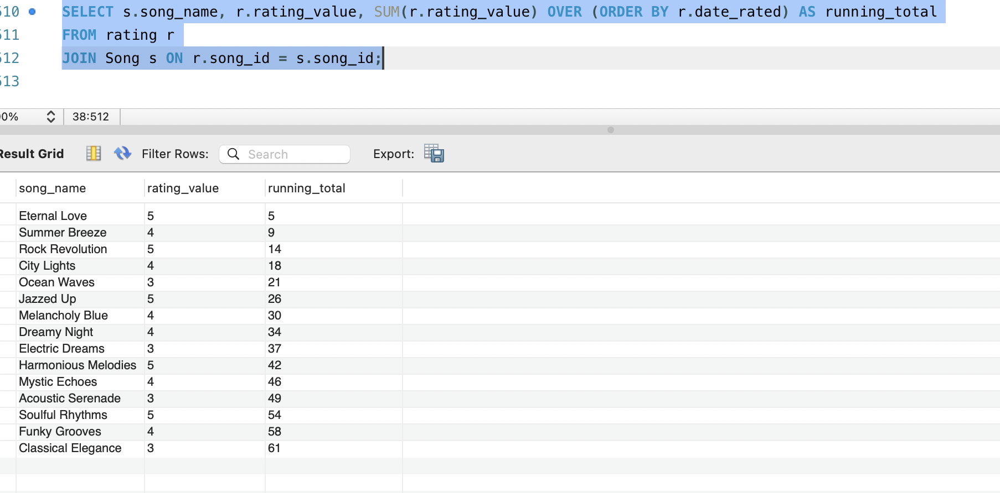 510 SELECT s.song_name, r.rating_value, SUM(r.rating_value) OVER (ORDER BY r.date_rated) AS running_total
511 FROM rating r
512 JOIN Song s ON r.song_id = s.song_id;
513
00% 38:512
Result Grid Filter Rows: Search Export:
song_name rating_value running_total
Eternal Love 5 5
Summer Breeze 4 9
Rock Revolution 5 14
City Lights 4 18
Ocean Waves 3 21
Jazzed Up 5 26
Melancholy Blue 4 30
Dreamy Night 4 34
Electric Dreams 3 37
Harmonious Melodies 5 42
Mystic Echoes 4 46
Acoustic Serenade 3 49
Soulful Rhythms 5 54
Funky Grooves 4 58
Classical Elegance 3 61